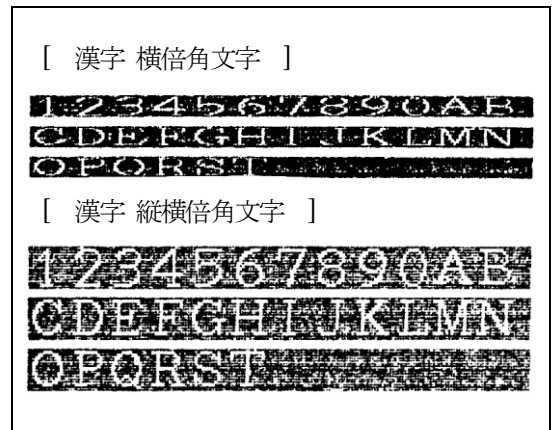 [ 漢字 横倍角文字 ]
1234567890AB
CDEFGHIJKLMN
OPQRST
[ 漢字 縦横倍角文字 ]
1234567890AB
CDEFGHIJKLMN
OPQRST